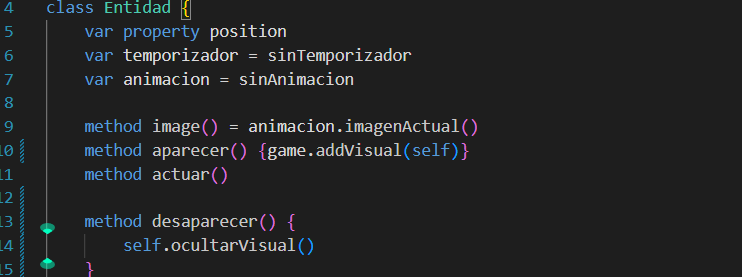 4 class Entidad {
5 var property position
6 var temporizador = sinTemporizador
7 var animacion = sinAnimacion
8
9 method image() = animacion.imagenActual()
10 method aparecer() {game.addVisual(self)}
11 method actuar()
12
13 method desaparecer() {
14 self.ocultarVisual()
15 }